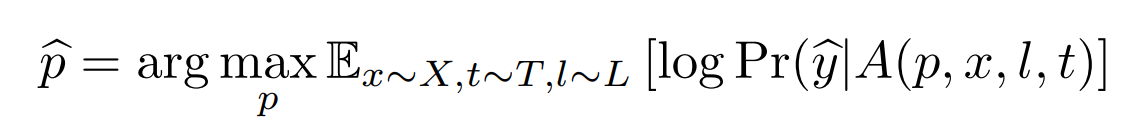 p̂ = arg max_p 𝔼_{x∼X,t∼T,l∼L} [log Pr(ŷ|A(p, x, l, t)]